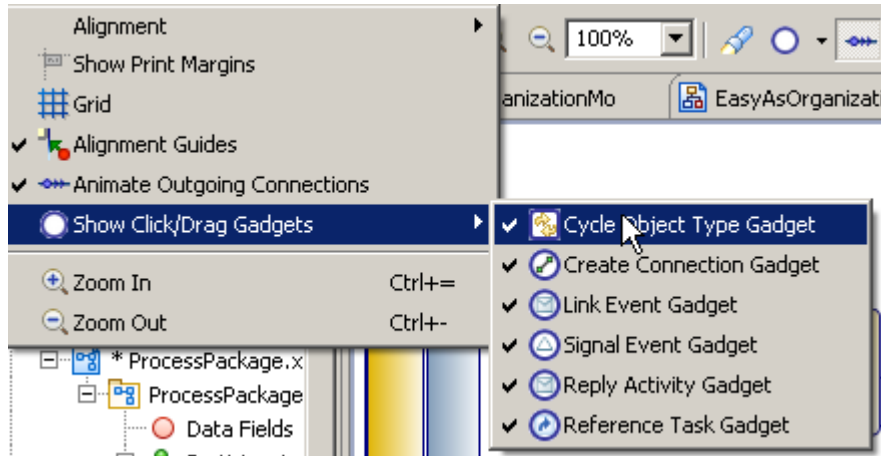 Alignment
Show Print Margins
Grid
Alignment Guides
Animate Outgoing Connections
Show Click/Drag Gadgets
Zoom In Ctrl+=
Zoom Out Ctrl+-
100%
anizationMo
EasyAsOrganizati
Cycle Object Type Gadget
Create Connection Gadget
Link Event Gadget
Signal Event Gadget
Reply Activity Gadget
Reference Task Gadget
* ProcessPackage.x
ProcessPackage
Data Fields